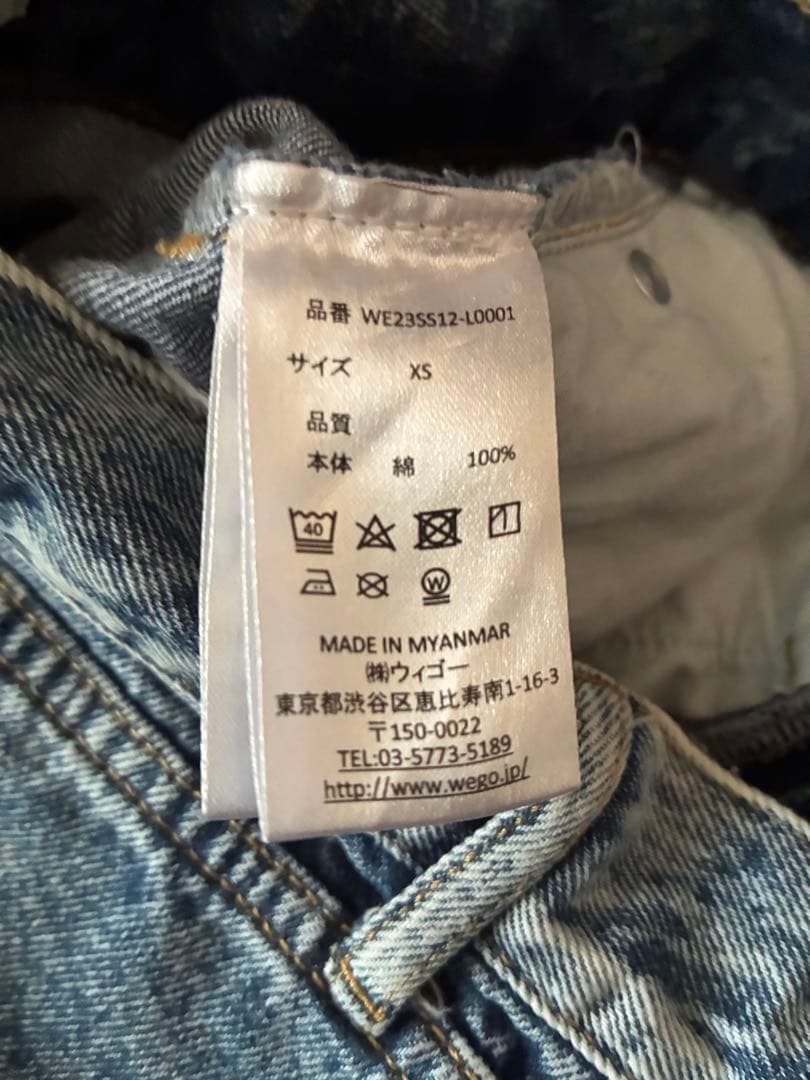 品番 WE23SS12-L0001
サイズ XS
品質
本体 綿 100%
40
W
MADE IN MYANMAR
㈱ウィゴー
東京都渋谷区恵比寿南1-16-3
〒150-0022
TEL:03-5773-5189
http://www.wego.jp/